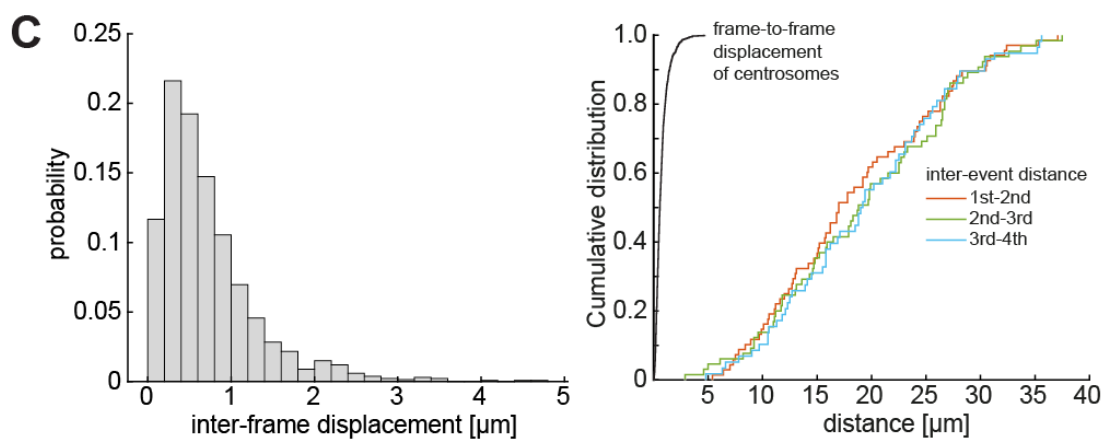 C
0.25
0.2
0.15
0.1
0.05
0
probability
0
1
2
3
4
5
inter-frame displacement [µm]
1.0
0.8
0.6
0.4
0.2
0
Cumulative distribution
frame-to-frame
displacement
of centrosomes
inter-event distance
1st-2nd
2nd-3rd
3rd-4th
5
10
15
20
25
30
35
40
distance [µm]